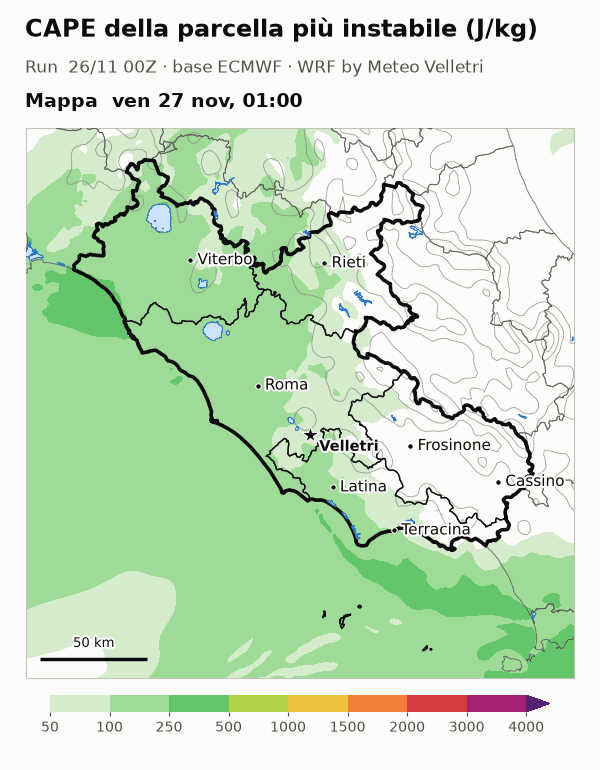 CAPE della parcella più instabile (J/kg)
Run  26/11 00Z · base ECMWF · WRF by Meteo Velletri
Mappa  ven 27 nov, 01:00
Viterbo
Rieti
Roma
Velletri
Frosinone
Cassino
Latina
Terracina
50 km
50 100 250 500 1000 1500 2000 3000 4000